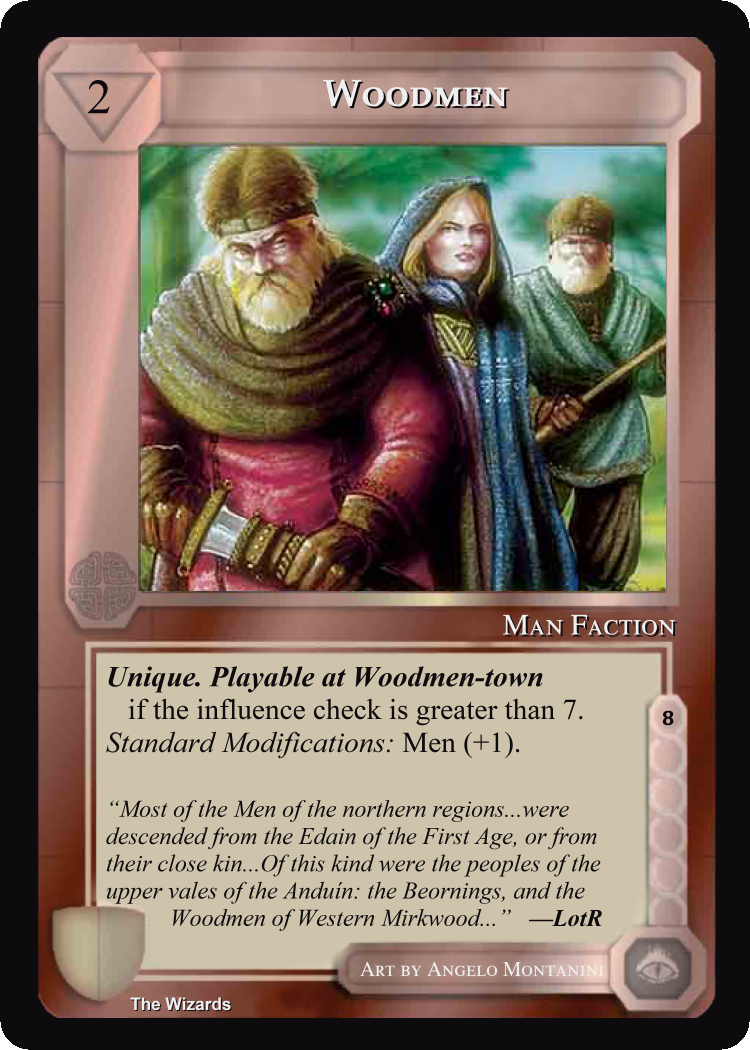 2
Woodmen
Man Faction
Unique. Playable at Woodmen-town
if the influence check is greater than 7.
Standard Modifications: Men (+1).
8
“Most of the Men of the northern regions...were
descended from the Edain of the First Age, or from
their close kin...Of this kind were the peoples of the
upper vales of the Anduín: the Beornings, and the
Woodmen of Western Mirkwood...” —LotR
Art by Angelo Montanini
The Wizards